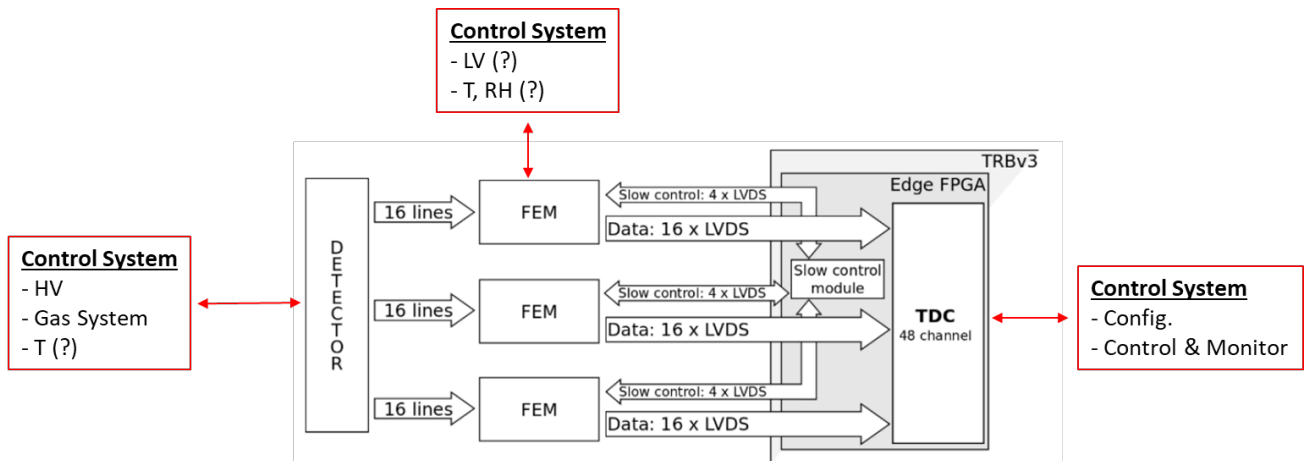 Control System
- LV (?)
- T, RH (?)
TRBv3
Edge FPGA
Control System
- HV
- Gas System
- T (?)
DETECTOR
16 lines
FEM
Slow control: 4 x LVDS
Data: 16 x LVDS
Slow control
module
16 lines
FEM
Slow control: 4 x LVDS
Data: 16 x LVDS
TDC
48 channel
16 lines
FEM
Slow control: 4 x LVDS
Data: 16 x LVDS
Control System
- Config.
- Control & Monitor